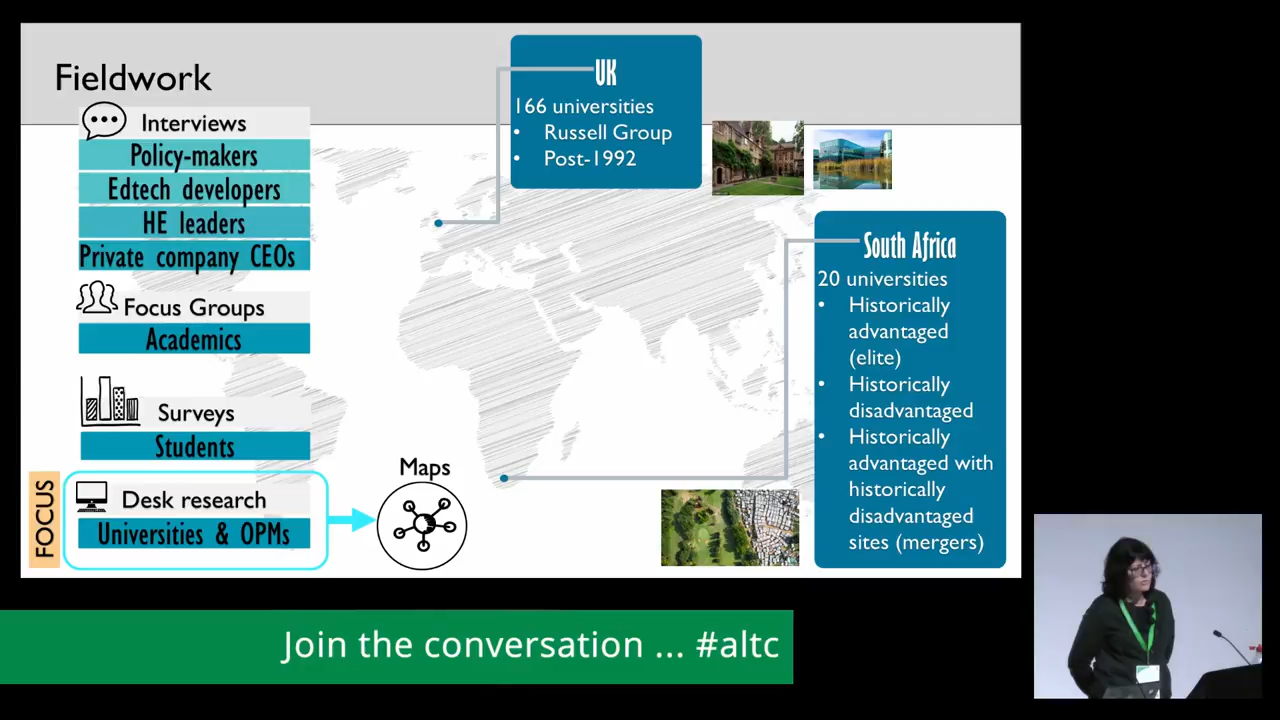 Fieldwork
Interviews
Policy-makers
Edtech developers
HE leaders
Private company CEOs
Focus Groups
Academics
Surveys
Students
FOCUS
Desk research
Universities & OPMs
Maps
UK
166 universities
• Russell Group
• Post-1992
South Africa
20 universities
• Historically
advantaged
(elite)
• Historically
disadvantaged
• Historically
advantaged with
historically
disadvantaged
sites (mergers)
Join the conversation ... #altc